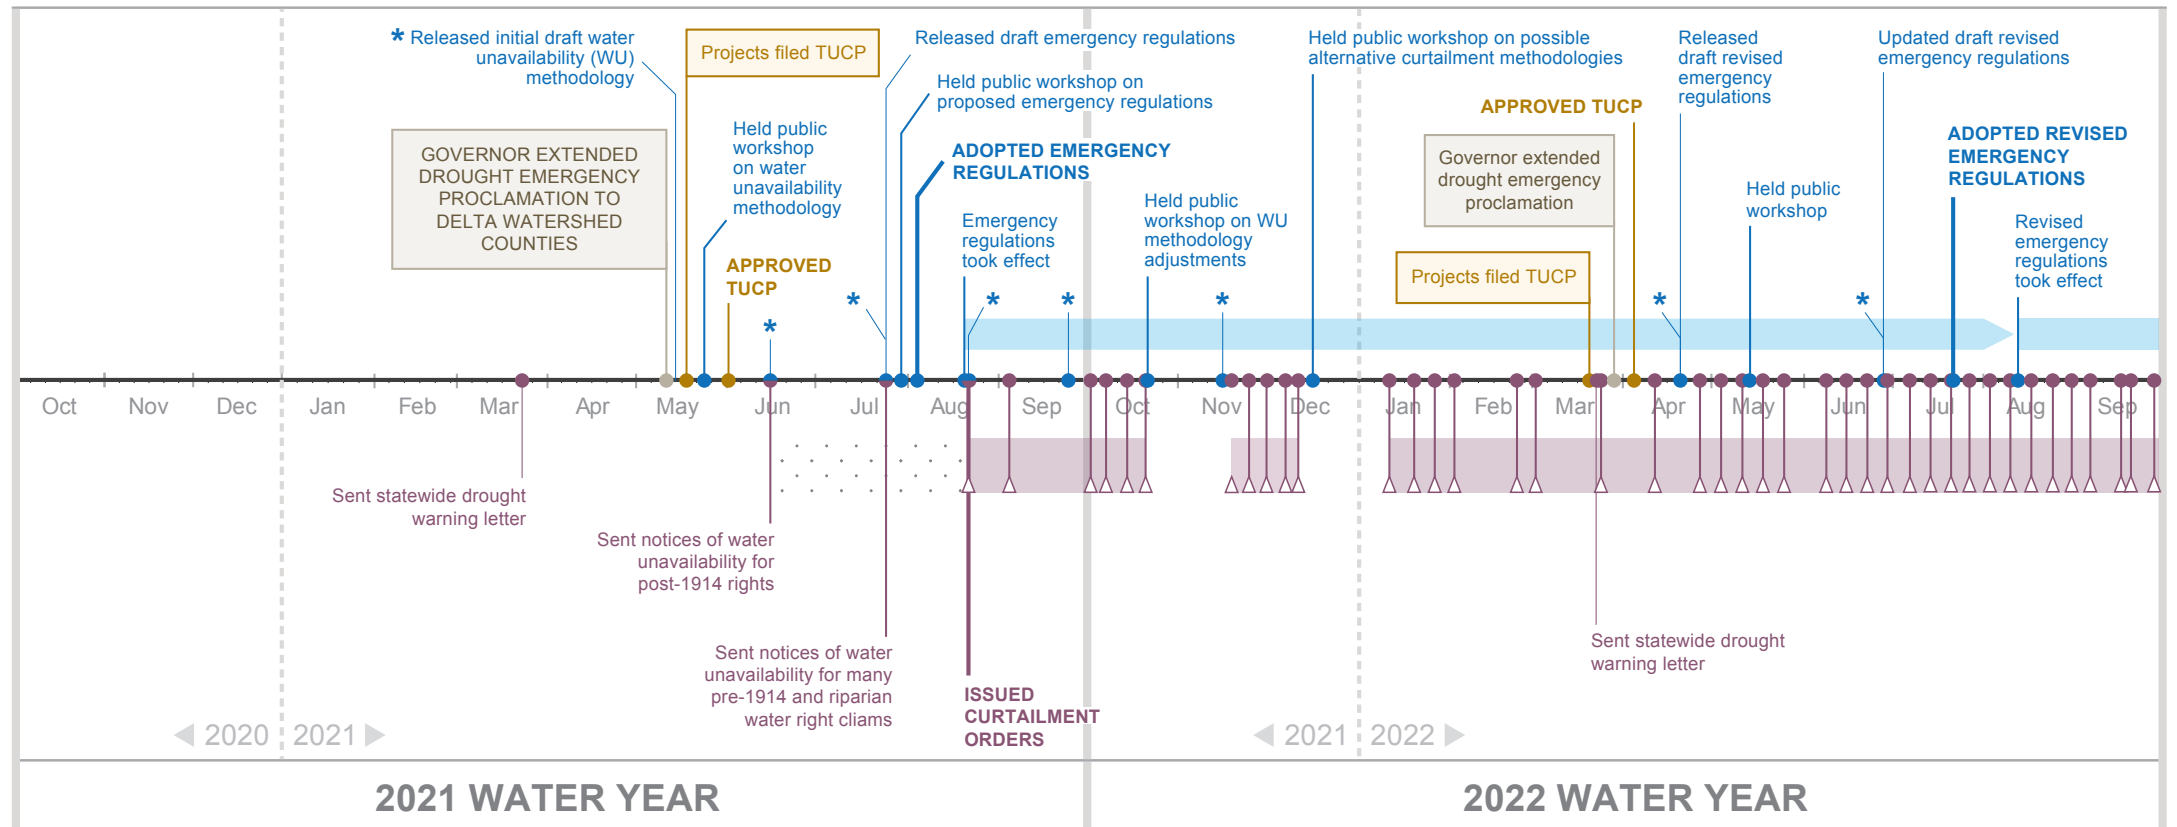 * Released initial draft water
unavailability (WU)
methodology
Projects filed TUCP
Released draft emergency regulations
Held public workshop on
proposed emergency regulations
Held public workshop on possible
alternative curtailment methodologies
Released
draft revised
emergency
regulations
Updated draft revised
emergency regulations
GOVERNOR EXTENDED
DROUGHT EMERGENCY
PROCLAMATION TO
DELTA WATERSHED
COUNTIES
Held public
workshop
on water
unavailability
methodology
ADOPTED EMERGENCY
REGULATIONS
APPROVED TUCP
Governor extended
drought emergency
proclamation
ADOPTED REVISED
EMERGENCY
REGULATIONS
Held public
workshop
APPROVED
TUCP
Emergency
regulations
took effect
Held public
workshop on WU
methodology
adjustments
Projects filed TUCP
Revised
emergency
regulations
took effect
* * * * * * *
Oct Nov Dec Jan Feb Mar Apr May Jun Jul Aug Sep Oct Nov Dec Jan Feb Mar Apr May Jun Jul Aug Sep
Sent statewide drought
warning letter
Sent notices of water
unavailability for
post-1914 rights
Sent notices of water
unavailability for many
pre-1914 and riparian
water right cliams
ISSUED
CURTAILMENT
ORDERS
Sent statewide drought
warning letter
2020 2021
2021 2022
2021 WATER YEAR
2022 WATER YEAR